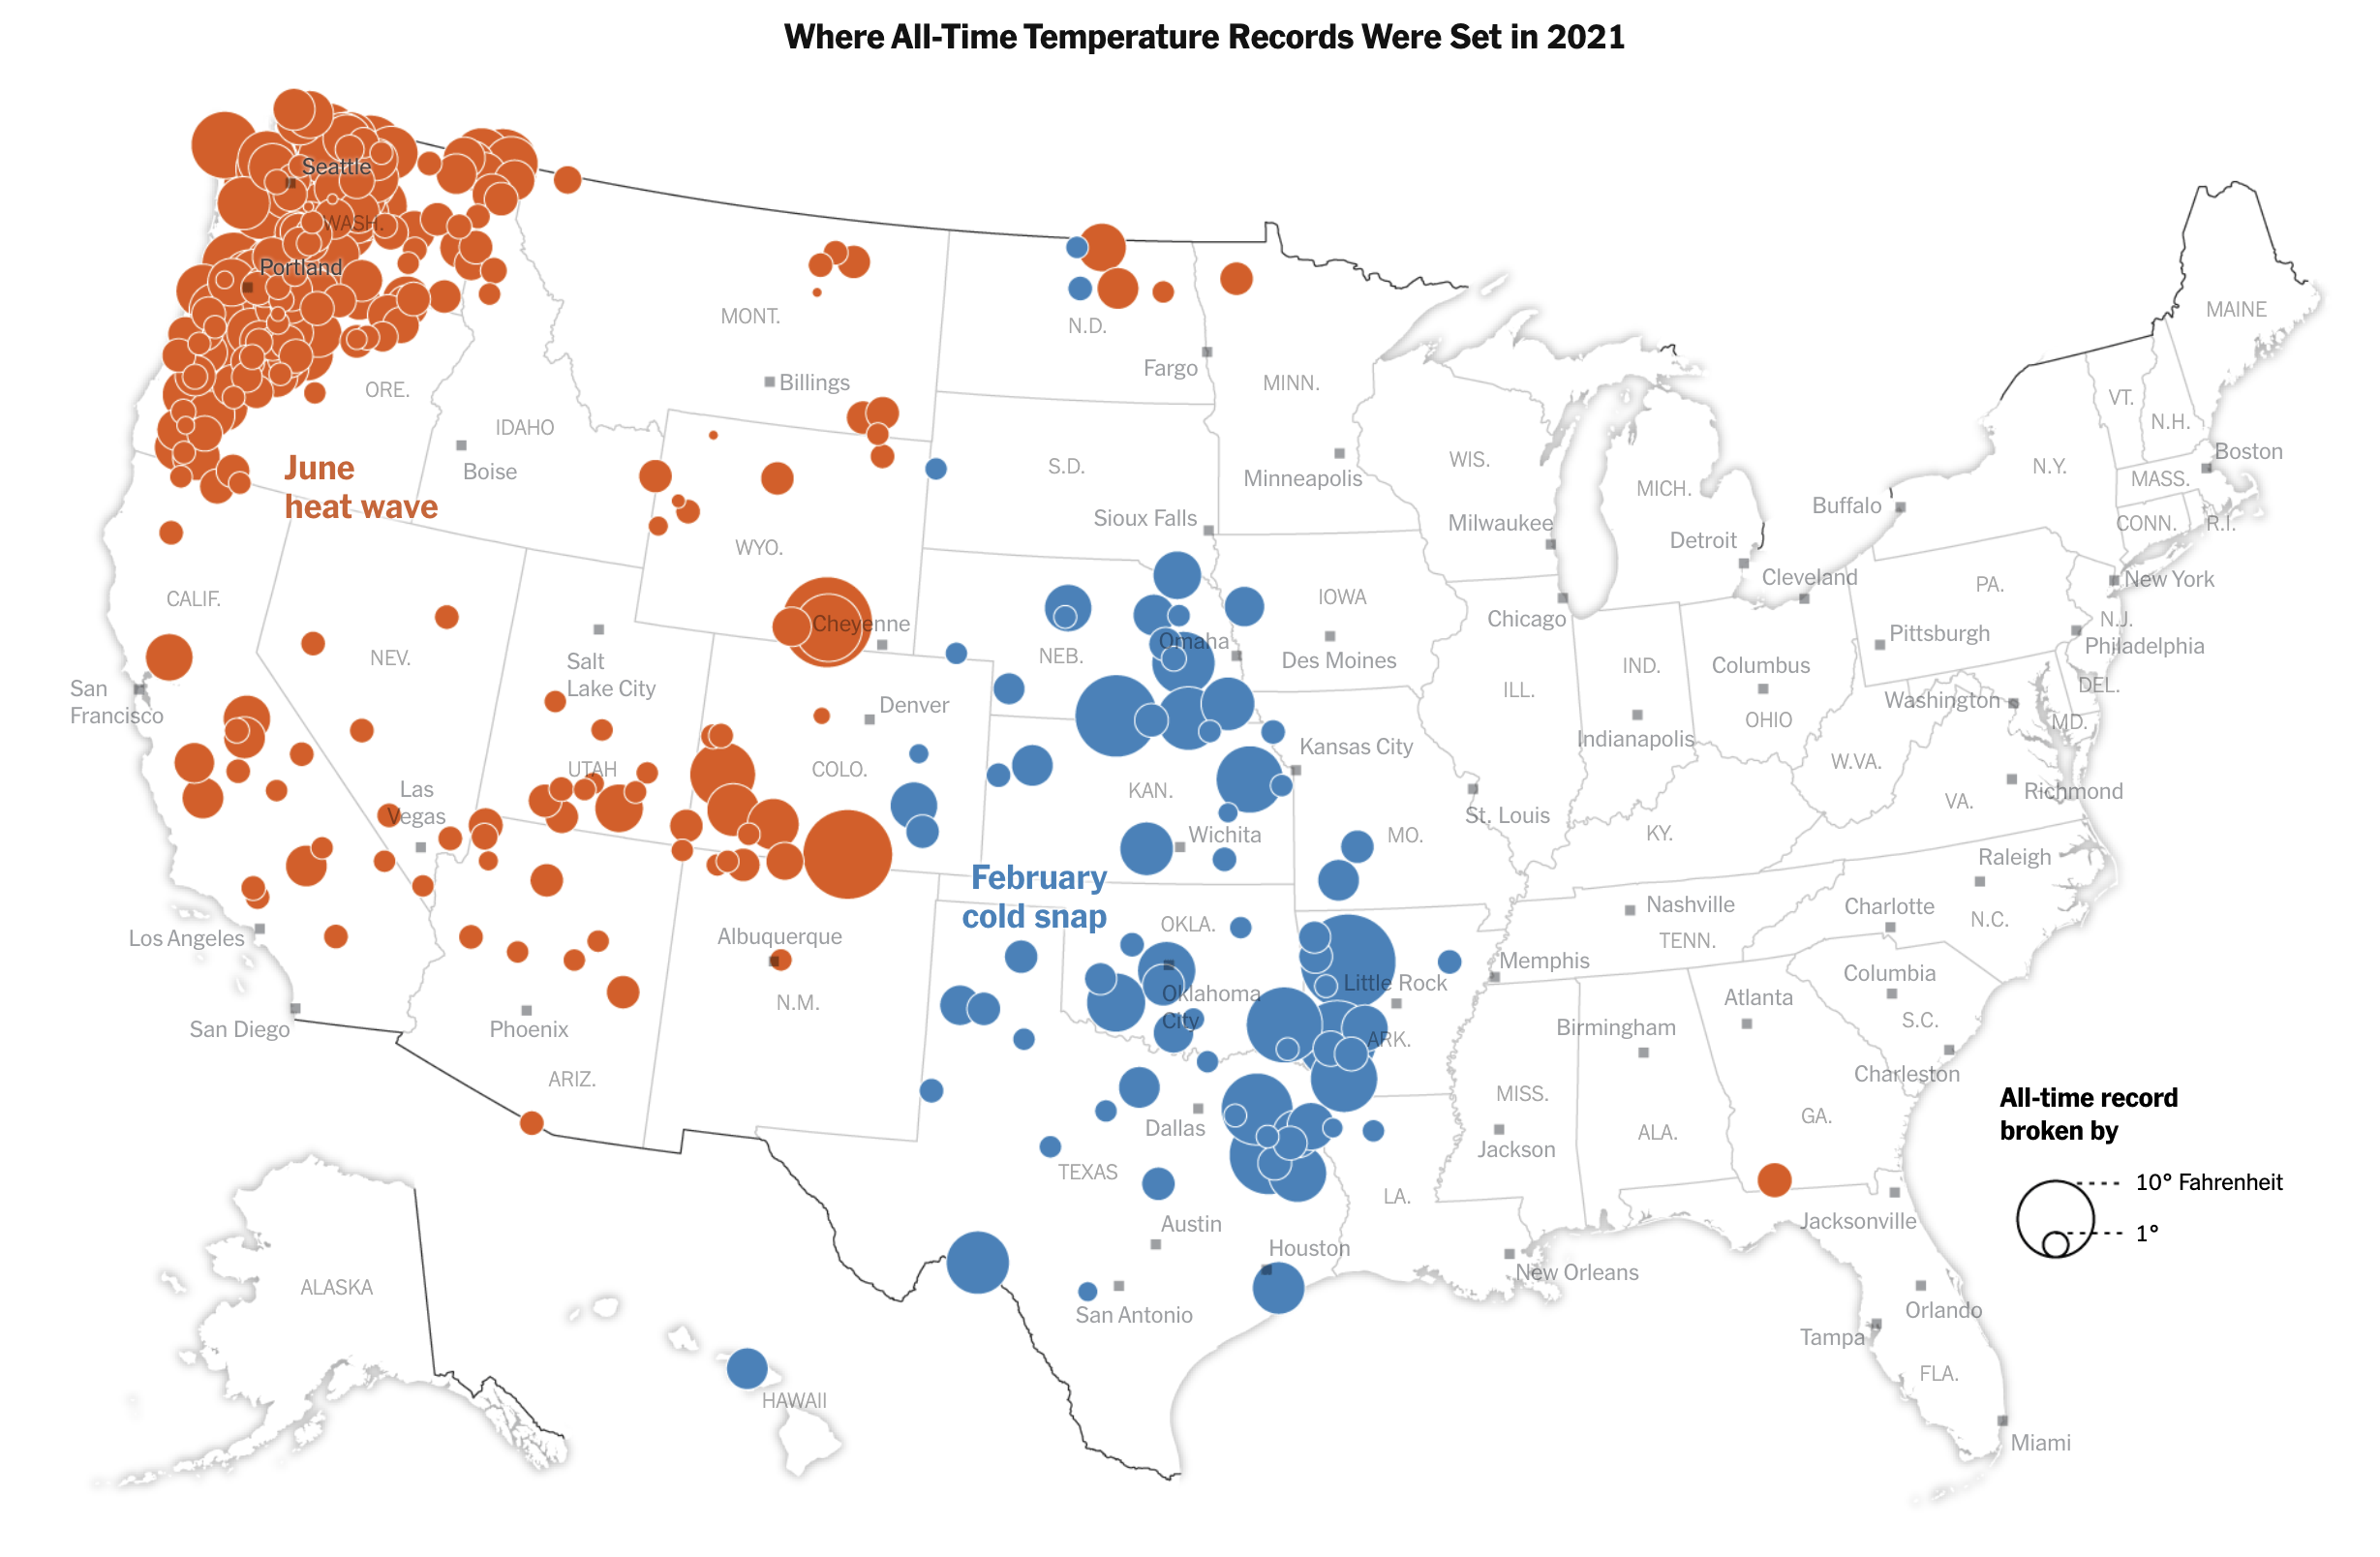 Where All-Time Temperature Records Were Set in 2021
Seattle
WASH.
Portland
MONT.
N.D.
MAINE
Fargo
Billings
MINN.
ORE.
VT.
IDAHO
N.H.
Boise
June
heat wave
S.D.
WIS.
Minneapolis
MICH.
N.Y.
Boston
MASS.
Buffalo
Sioux Falls
Milwaukee
CONN.
R.I.
WYO.
Detroit
Cleveland
New York
CALIF.
IOWA
PA.
Cheyenne
Chicago
N.J.
Omaha
Pittsburgh
Philadelphia
NEV.
NEB.
Salt
Lake City
Des Moines
IND.
Columbus
San
Francisco
DEL.
Denver
ILL.
Washington
OHIO
MD.
Indianapolis
Kansas City
UTAH
COLO.
W.VA.
KAN.
Las
Vegas
VA.
Richmond
St. Louis
Wichita
MO.
KY.
Raleigh
February
cold snap
Nashville
Charlotte
N.C.
OKLA.
TENN.
Los Angeles
Albuquerque
Memphis
Columbia
Little Rock
Oklahoma
City
N.M.
Atlanta
San Diego
Phoenix
Birmingham
S.C.
ARK.
ARIZ.
Charleston
MISS.
All-time record
broken by
GA.
Dallas
ALA.
Jackson
TEXAS
10° Fahrenheit
LA.
Austin
Jacksonville
1°
Houston
New Orleans
ALASKA
San Antonio
Orlando
Tampa
FLA.
HAWAII
Miami